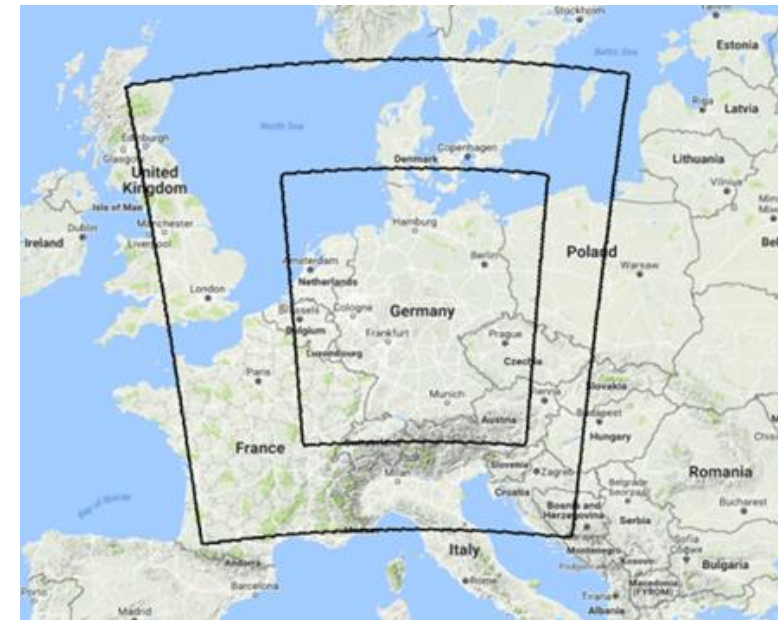 Stockholm
Baltic Sea
Estonia
Riga
Latvia
North Sea
Edinburgh
Glasgow
Copenhagen
Denmark
Lithuania
Vilnius
United
Kingdom
Isle of Man
Dublin
Manchester
Liverpool
Ireland
Hamburg
Berlin
Poland
Warsaw
Amsterdam
Netherlands
London
Brussels
Cologne
Belgium
Germany
Frankfurt
Luxembourg
Prague
Czechia
Paris
Munich
Vienna
Slovakia
Austria
Budapest
Hungary
France
Slovenia
Zagreb
Milan
Croatia
Romania
Belgrade
Bosnia and
Herzegovina
Serbia
Bucharest
Bay of Biscay
Italy
Montenegro
Kosovo
Sofia
Bulgaria
Andorra
Barcelona
Rome
Macedonia
(FYROM)
Tirana
Albania
Porto
Madrid